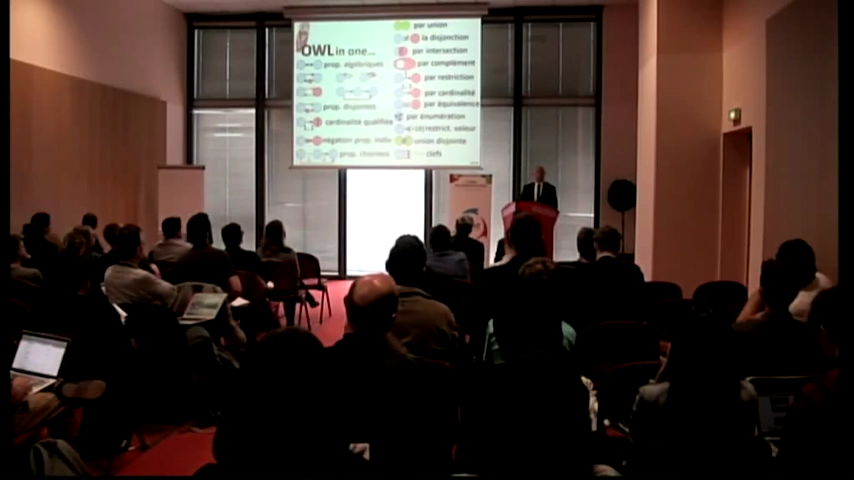 OWL in one...
prop. algébriques
prop. disjointes
cardinalité qualifiée
négation prop. indiv
prop. chaînées
par union
la disjonction
par intersection
par complément
par restriction
par cardinalité
par équivalence
par énumération
restrict. valeur
union disjointe
clefs